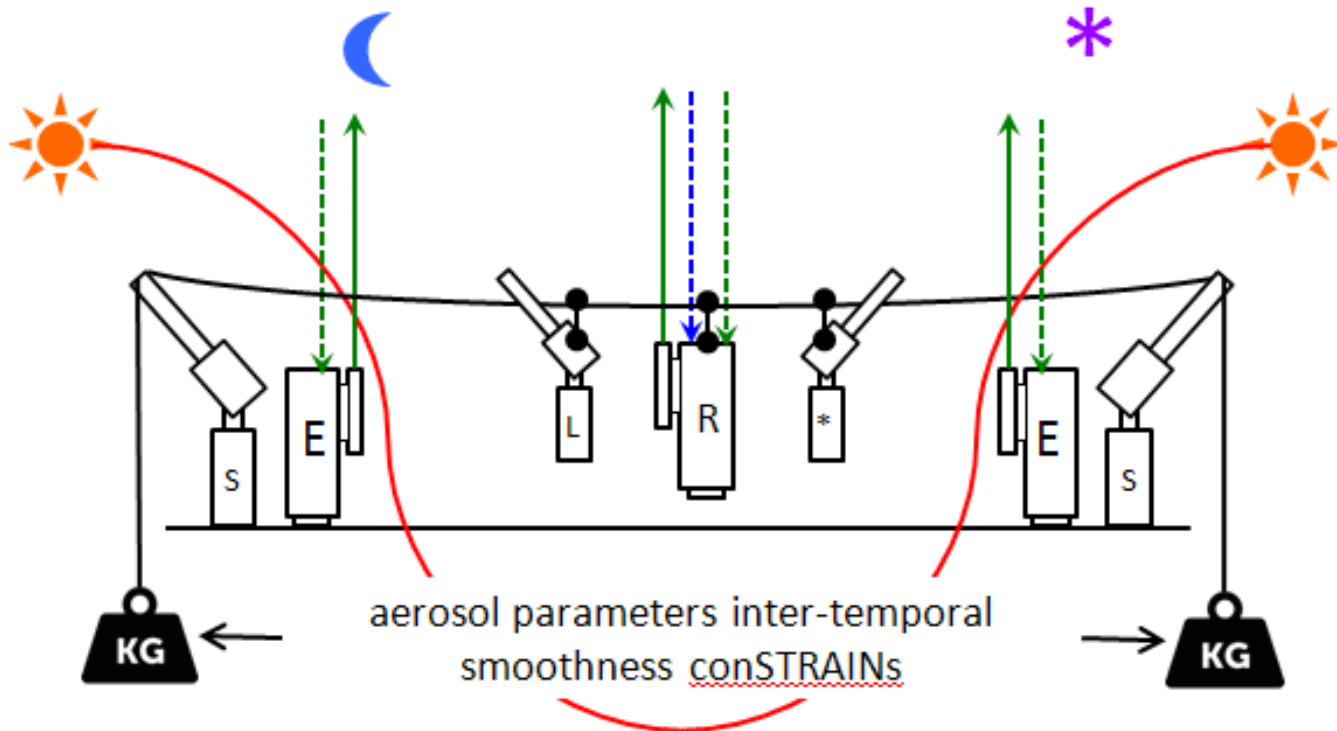 E
L
R
*
E
S
S
KG
aerosol parameters inter-temporal
smoothness conSTRAINs
KG